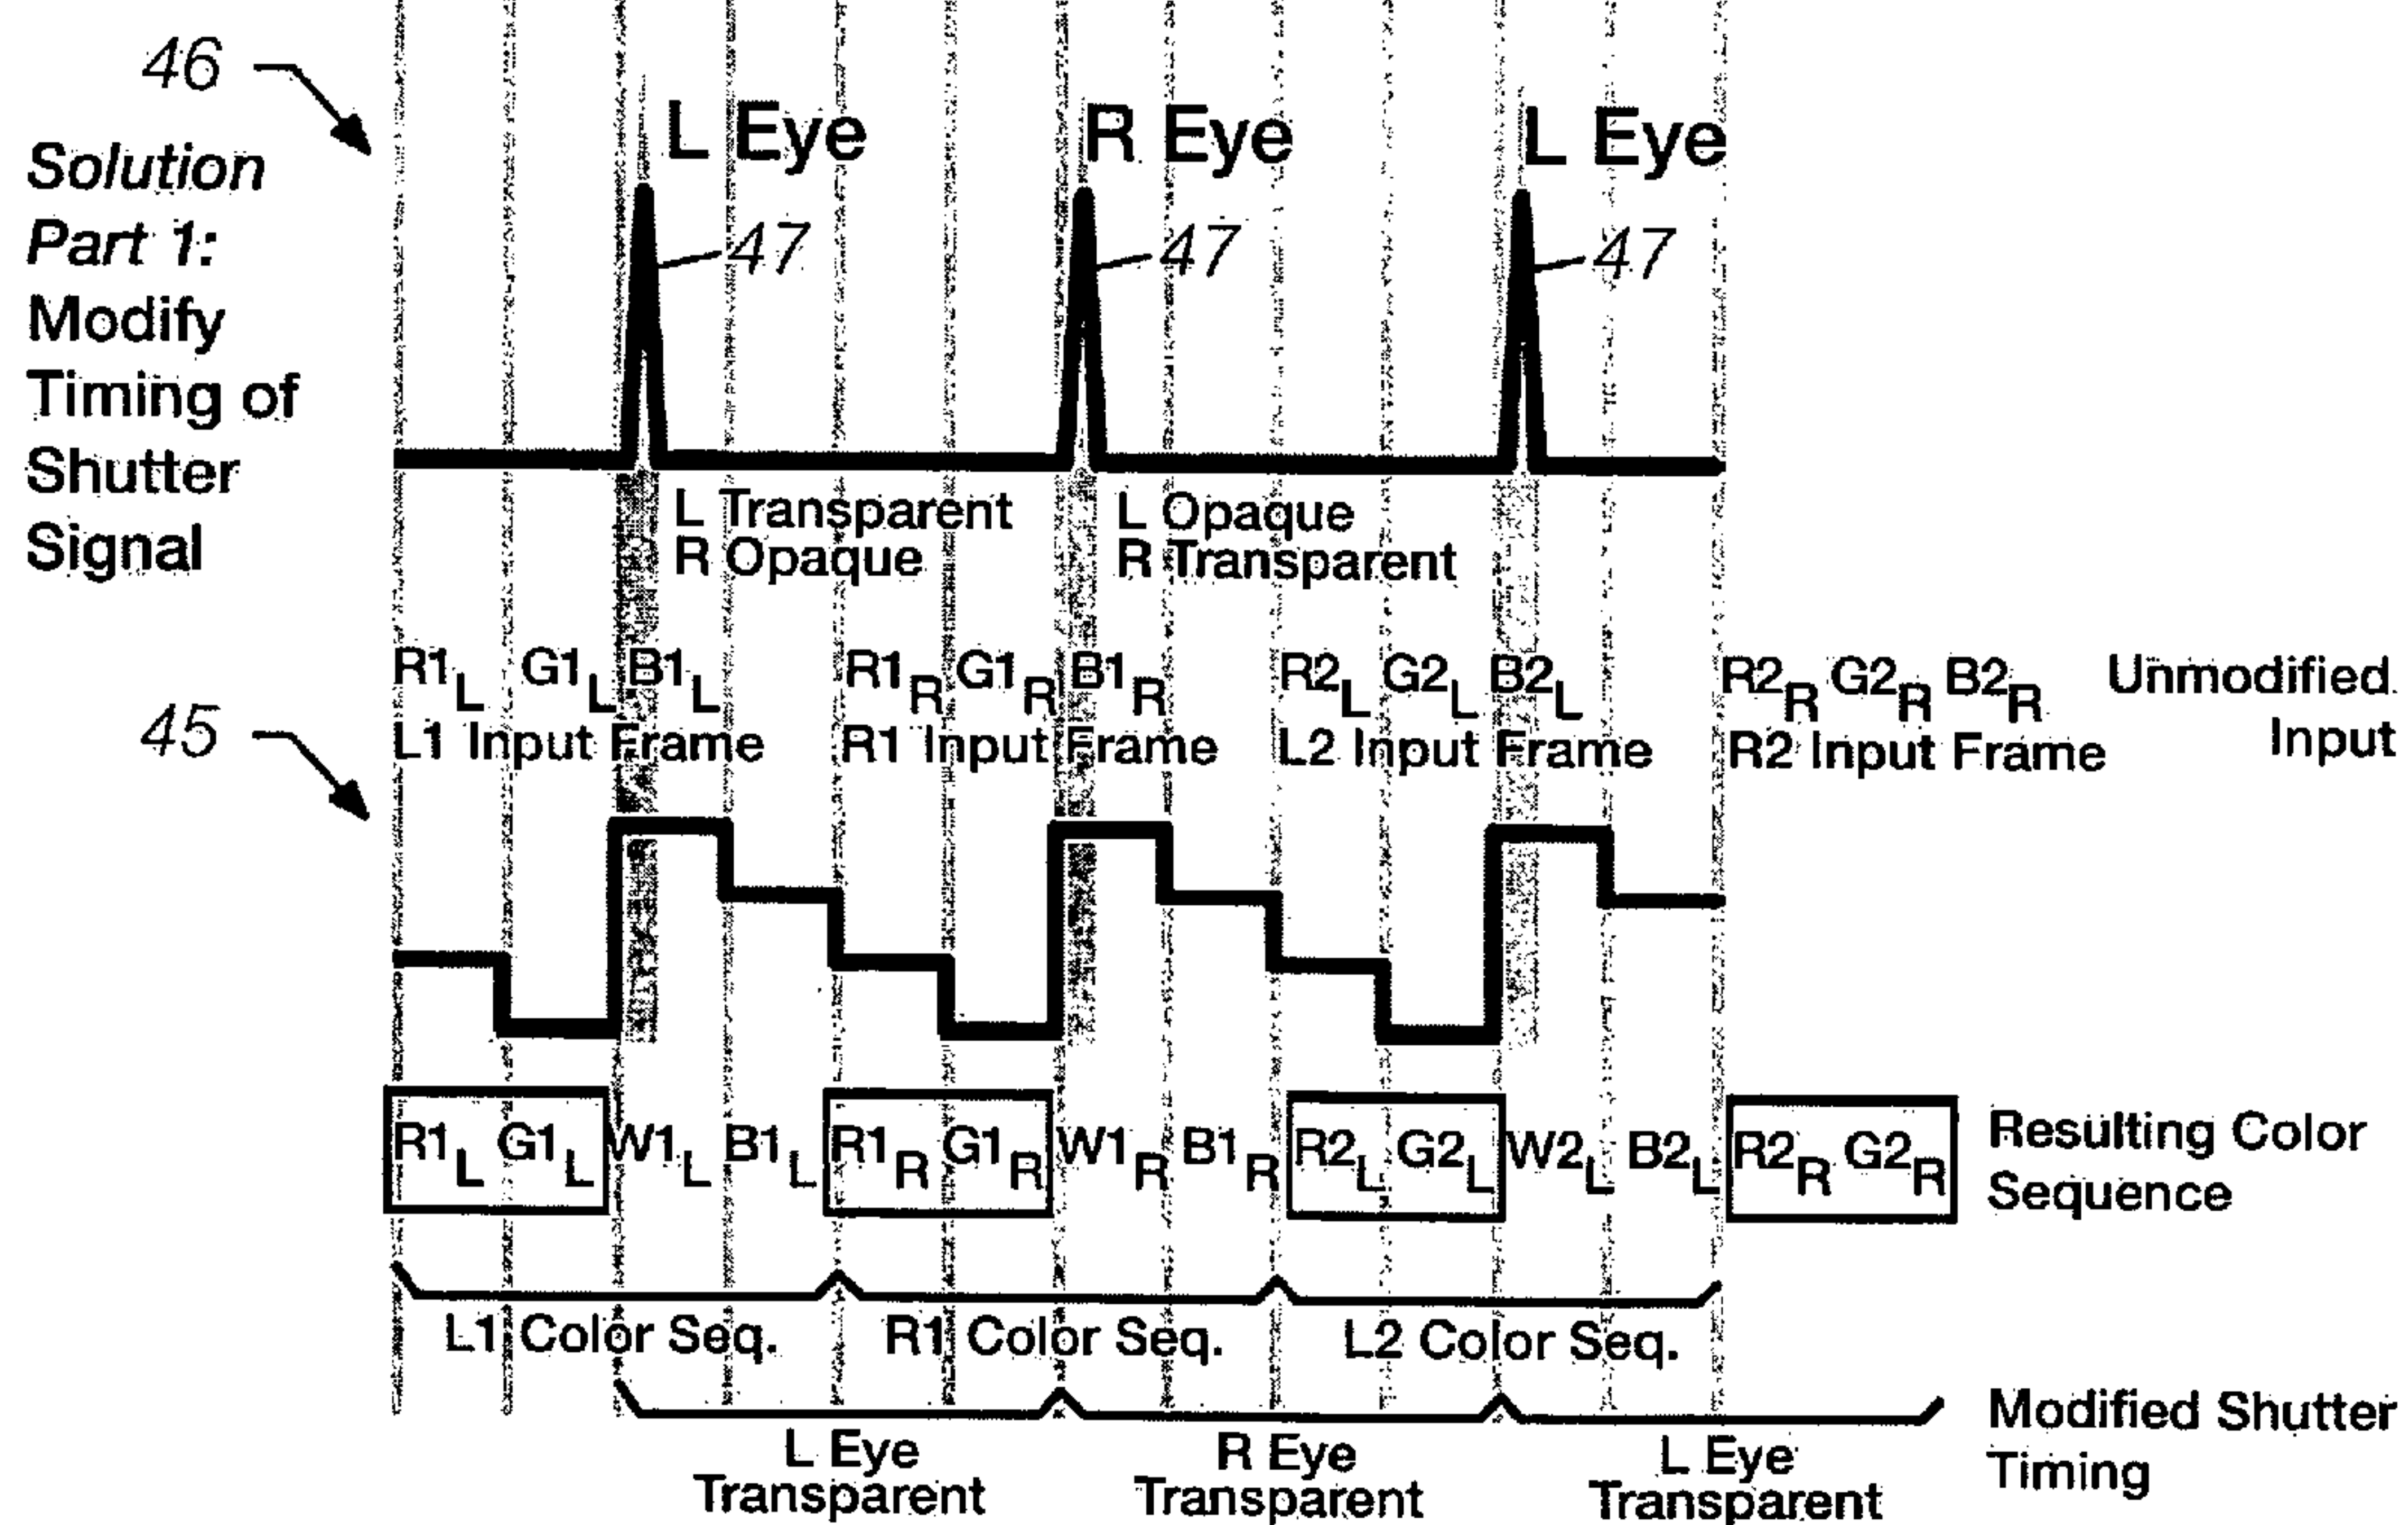 46
Solution
Part 1:
Modify
Timing of
Shutter
Signal
L Eye R Eye L Eye
47 47 47
L Transparent L Opaque
R Opaque R Transparent
R1L G1L B1L R1R G1R B1R R2L G2L B2L R2R G2R B2R Unmodified
L1 Input Frame R1 Input Frame L2 Input Frame R2 Input Frame Input
45
R1L G1L W1L B1L R1R G1R W1R B1R R2L G2L W2L B2L R2R G2R Resulting Color
Sequence
L1 Color Seq. R1 Color Seq. L2 Color Seq.
Modified Shutter
Timing
L Eye R Eye L Eye
Transparent Transparent Transparent